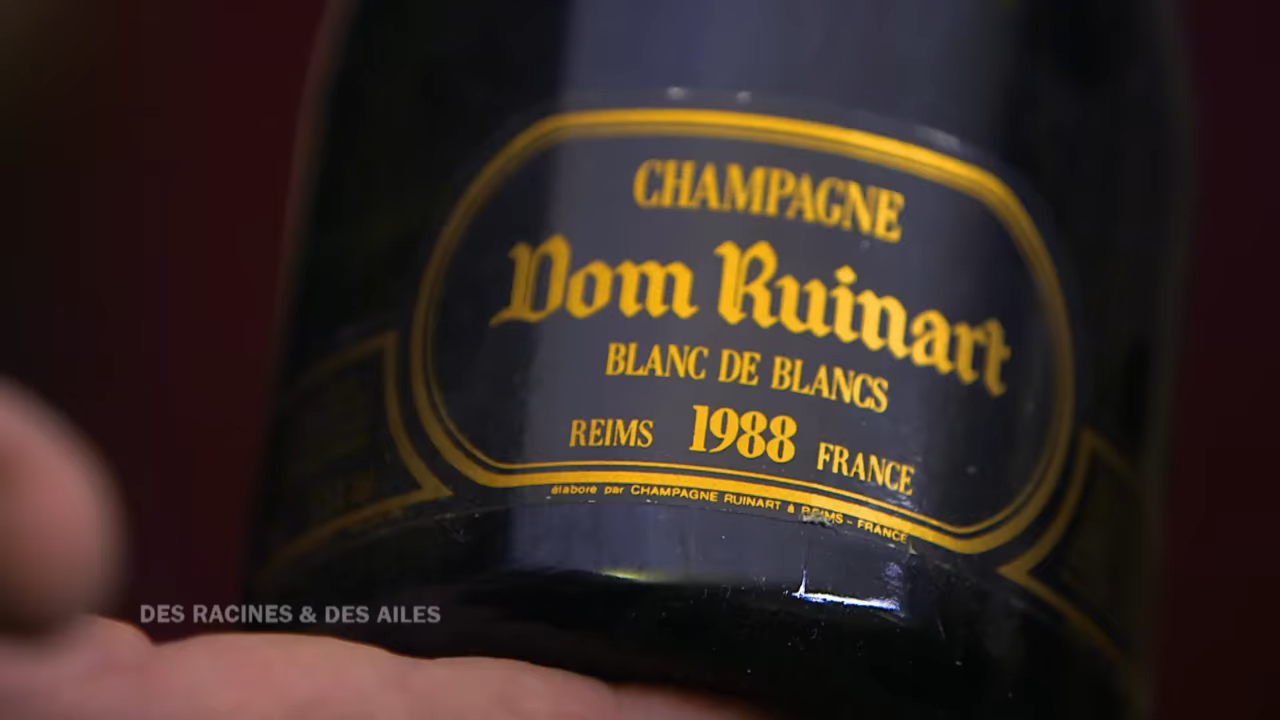 CHAMPAGNE
Dom Ruinart
BLANC DE BLANCS
REIMS 1988 FRANCE
élaboré par CHAMPAGNE RUINART à REIMS - FRANCE
DES RACINES & DES AILES